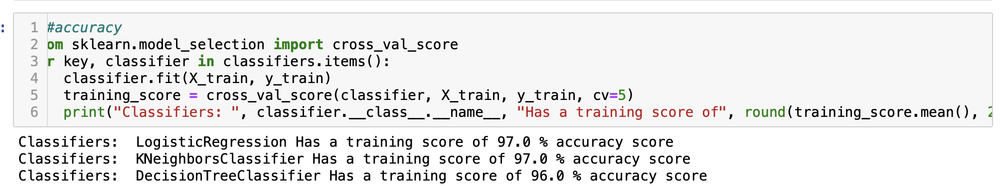 :
1 #accuracy
2 om sklearn.model_selection import cross_val_score
3 r key, classifier in classifiers.items():
4 classifier.fit(X_train, y_train)
5 training_score = cross_val_score(classifier, X_train, y_train, cv=5)
6 print("Classifiers: ", classifier.__class__.__name__, "Has a training score of", round(training_score.mean(), 2
Classifiers:  LogisticRegression Has a training score of 97.0 % accuracy score
Classifiers:  KNeighborsClassifier Has a training score of 97.0 % accuracy score
Classifiers:  DecisionTreeClassifier Has a training score of 96.0 % accuracy score